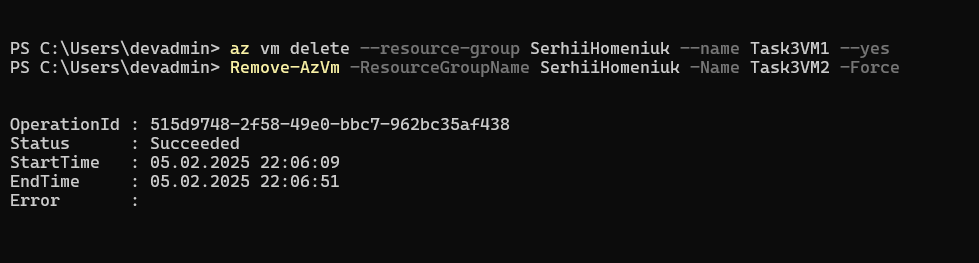 PS C:\Users\devadmin> az vm delete --resource-group SerhiiHomeniuk --name Task3VM1 --yes
PS C:\Users\devadmin> Remove-AzVm -ResourceGroupName SerhiiHomeniuk -Name Task3VM2 -Force
OperationId : 515d9748-2f58-49e0-bbc7-962bc35af438
Status : Succeeded
StartTime : 05.02.2025 22:06:09
EndTime : 05.02.2025 22:06:51
Error :